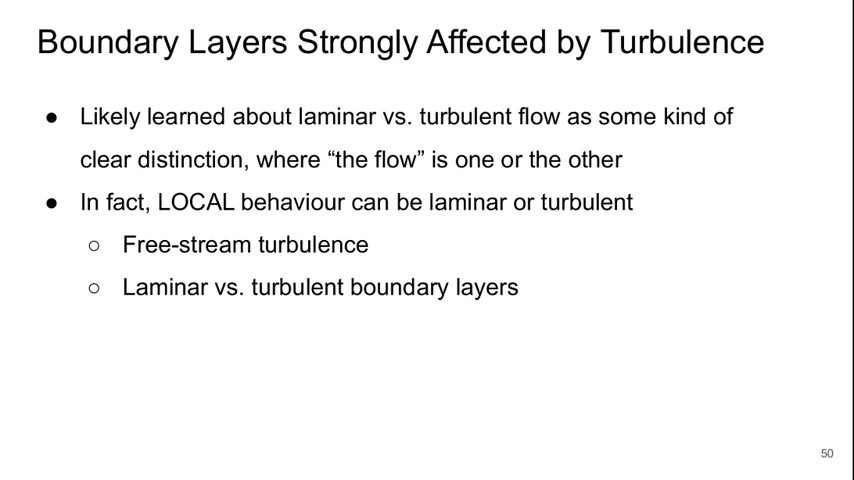 Boundary Layers Strongly Affected by Turbulence
● Likely learned about laminar vs. turbulent flow as some kind of
clear distinction, where “the flow” is one or the other
● In fact, LOCAL behaviour can be laminar or turbulent
○ Free-stream turbulence
○ Laminar vs. turbulent boundary layers
50